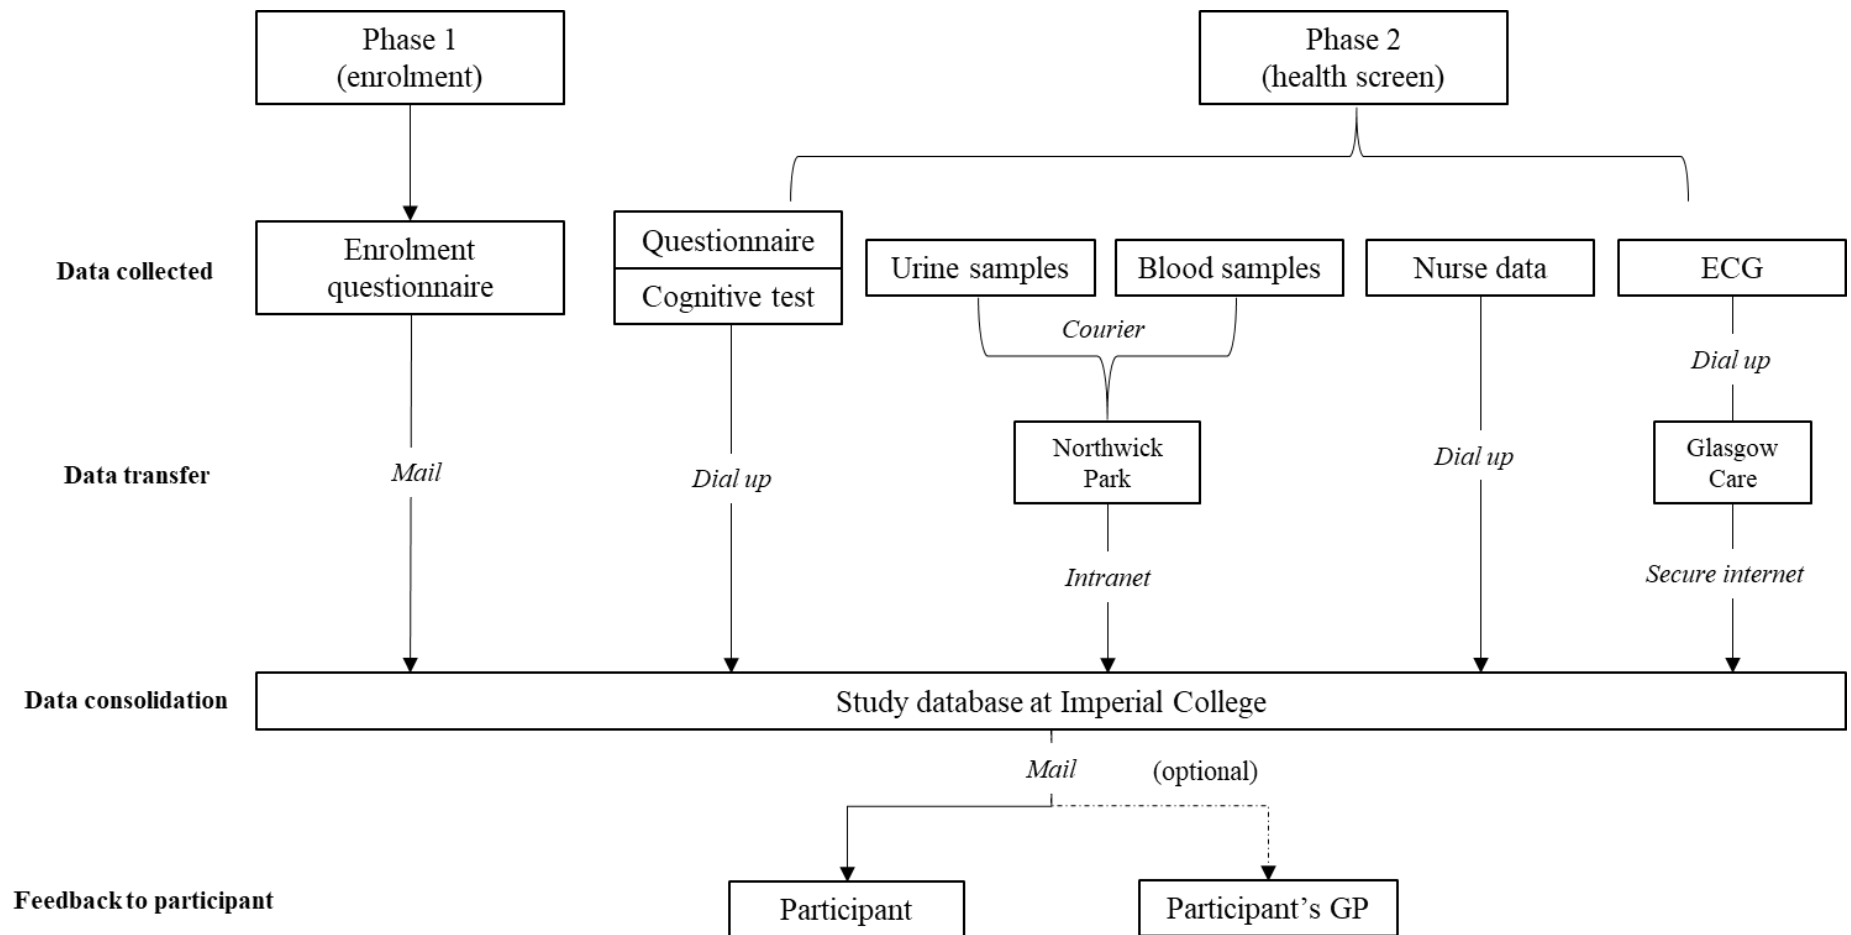 Phase 1
(enrolment)
Phase 2
(health screen)
Data collected
Enrolment
questionnaire
Questionnaire
Cognitive test
Urine samples
Blood samples
Nurse data
ECG
Courier
Dial up
Data transfer
Mail
Dial up
Northwick
Park
Dial up
Glasgow
Care
Intranet
Secure internet
Data consolidation
Study database at Imperial College
Mail
(optional)
Feedback to participant
Participant
Participant’s GP